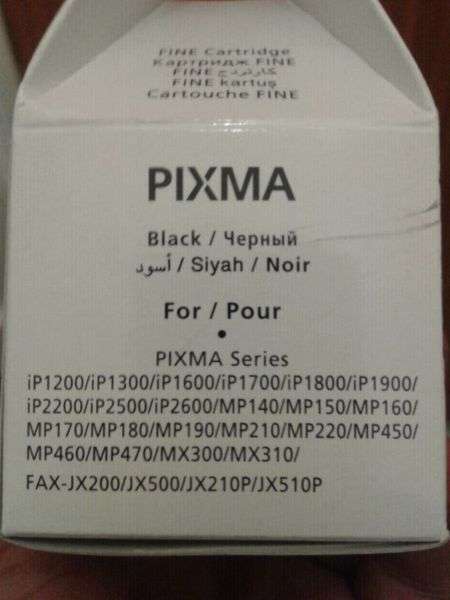 FINE Cartridge
Картридж FINE
FINE كارتردج
FINE kartuş
Cartouche FINE
PIXMA
Black / Черный
أسود / Siyah / Noir
For / Pour
•
PIXMA Series
iP1200/iP1300/iP1600/iP1700/iP1800/iP1900/
iP2200/iP2500/iP2600/MP140/MP150/MP160/
MP170/MP180/MP190/MP210/MP220/MP450/
MP460/MP470/MX300/MX310/
FAX-JX200/JX500/JX210P/JX510P